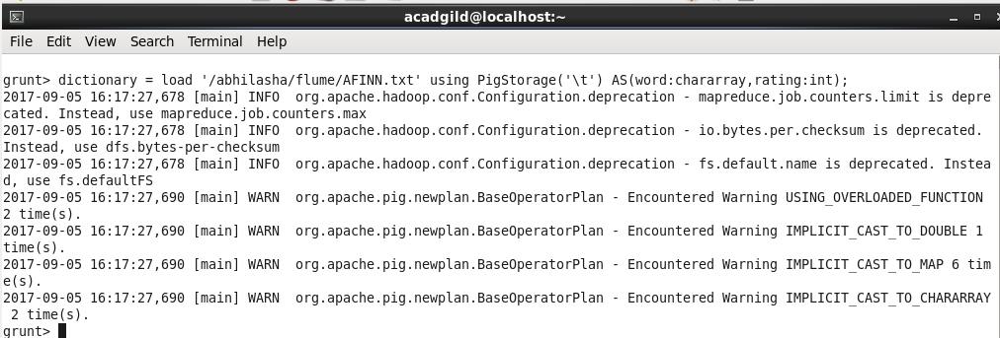 acadgild@localhost:~
File Edit View Search Terminal Help
grunt> dictionary = load '/abhilasha/flume/AFINN.txt' using PigStorage('\t') AS(word:chararray,rating:int);
2017-09-05 16:17:27,678 [main] INFO  org.apache.hadoop.conf.Configuration.deprecation - mapreduce.job.counters.limit is depre
cated. Instead, use mapreduce.job.counters.max
2017-09-05 16:17:27,678 [main] INFO  org.apache.hadoop.conf.Configuration.deprecation - io.bytes.per.checksum is deprecated.
Instead, use dfs.bytes-per-checksum
2017-09-05 16:17:27,678 [main] INFO  org.apache.hadoop.conf.Configuration.deprecation - fs.default.name is deprecated. Instea
d, use fs.defaultFS
2017-09-05 16:17:27,690 [main] WARN  org.apache.pig.newplan.BaseOperatorPlan - Encountered Warning USING_OVERLOADED_FUNCTION
2 time(s).
2017-09-05 16:17:27,690 [main] WARN  org.apache.pig.newplan.BaseOperatorPlan - Encountered Warning IMPLICIT_CAST_TO_DOUBLE 1
time(s).
2017-09-05 16:17:27,690 [main] WARN  org.apache.pig.newplan.BaseOperatorPlan - Encountered Warning IMPLICIT_CAST_TO_MAP 6 tim
e(s).
2017-09-05 16:17:27,690 [main] WARN  org.apache.pig.newplan.BaseOperatorPlan - Encountered Warning IMPLICIT_CAST_TO_CHARARRAY
 2 time(s).
grunt>